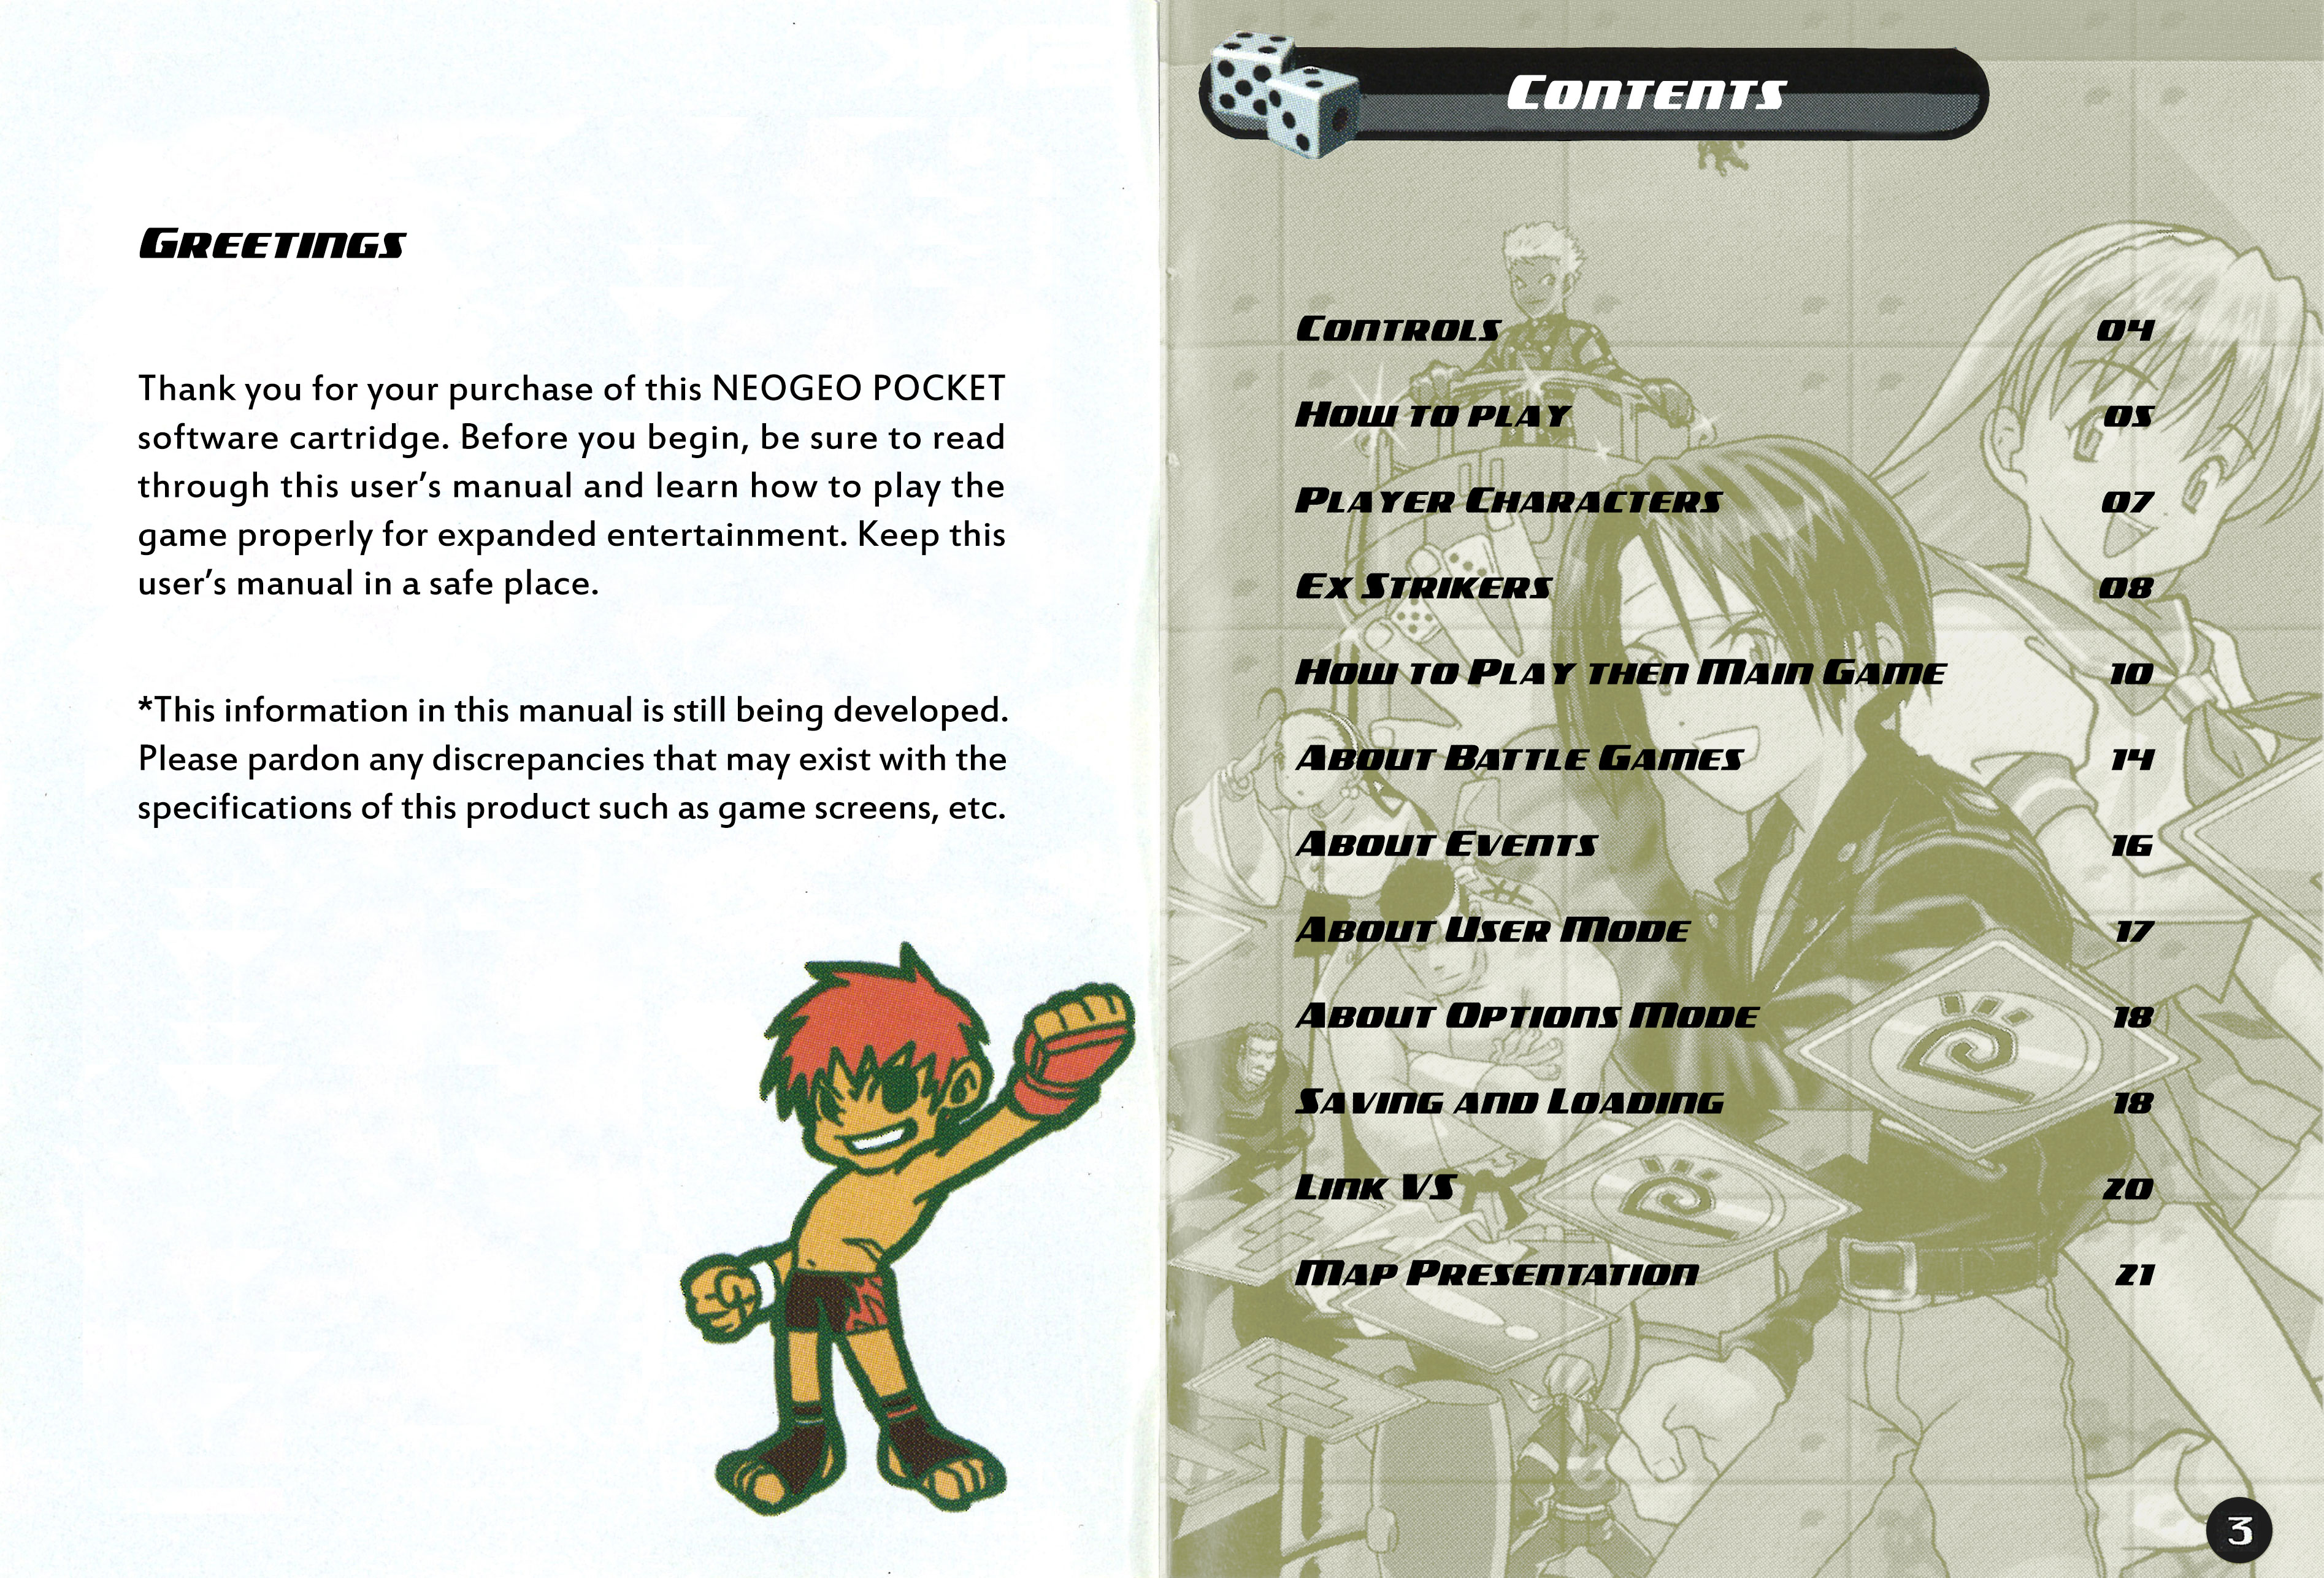 Greetings
Thank you for your purchase of this NEOGEO POCKET
software cartridge. Before you begin, be sure to read
through this user's manual and learn how to play the
game properly for expanded entertainment. Keep this
user's manual in a safe place.
*This information in this manual is still being developed.
Please pardon any discrepancies that may exist with the
specifications of this product such as game screens, etc.
Contents
Controls 04
How to play 05
Player Characters 07
Ex Strikers 08
How to Play then Main Game 10
About Battle Games 14
About Events 16
About User Mode 17
About Options Mode 18
Saving and Loading 18
Link VS 20
Map Presentation 21
3